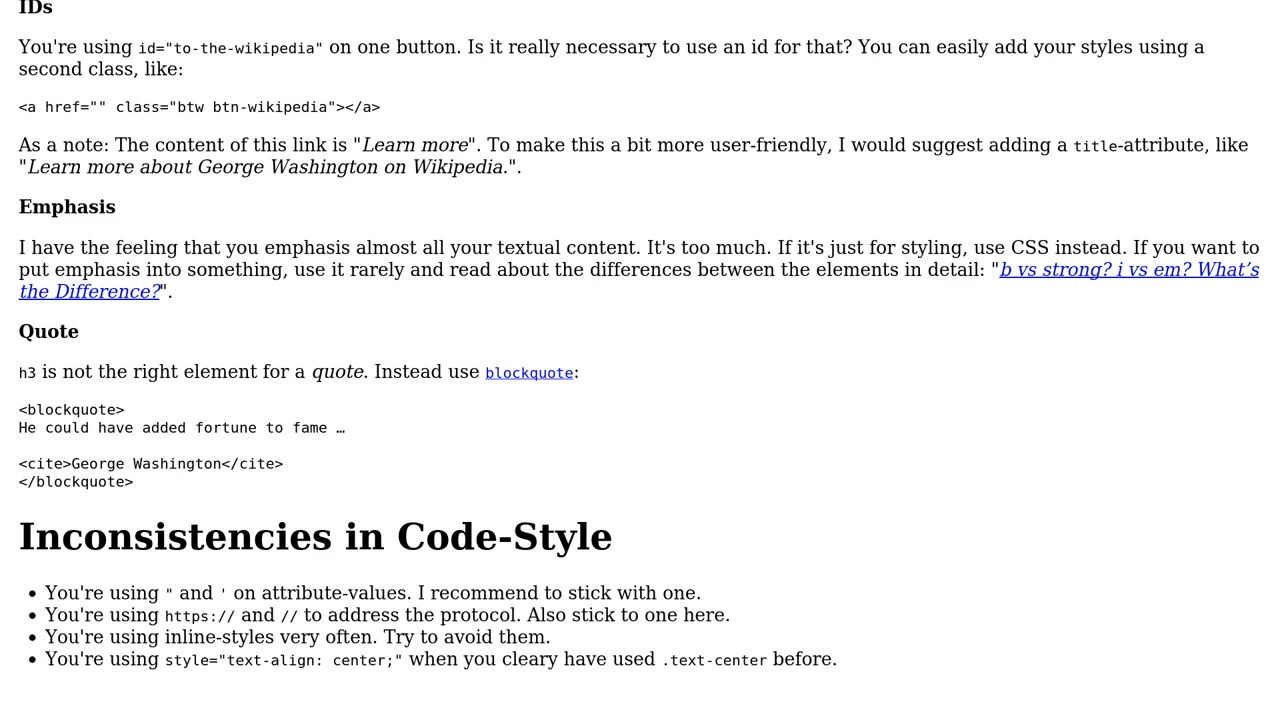 IDs
You're using id="to-the-wikipedia" on one button. Is it really necessary to use an id for that? You can easily add your styles using a
second class, like:
<a href="" class="btw btn-wikipedia"></a>
As a note: The content of this link is "Learn more". To make this a bit more user-friendly, I would suggest adding a title-attribute, like
"Learn more about George Washington on Wikipedia.".
Emphasis
I have the feeling that you emphasis almost all your textual content. It's too much. If it's just for styling, use CSS instead. If you want to
put emphasis into something, use it rarely and read about the differences between the elements in detail: "b vs strong? i vs em? What’s
the Difference?".
Quote
h3 is not the right element for a quote. Instead use blockquote:
<blockquote>
He could have added fortune to fame …
<cite>George Washington</cite>
</blockquote>
Inconsistencies in Code-Style
• You're using " and ' on attribute-values. I recommend to stick with one.
• You're using https:// and // to address the protocol. Also stick to one here.
• You're using inline-styles very often. Try to avoid them.
• You're using style="text-align: center;" when you cleary have used .text-center before.